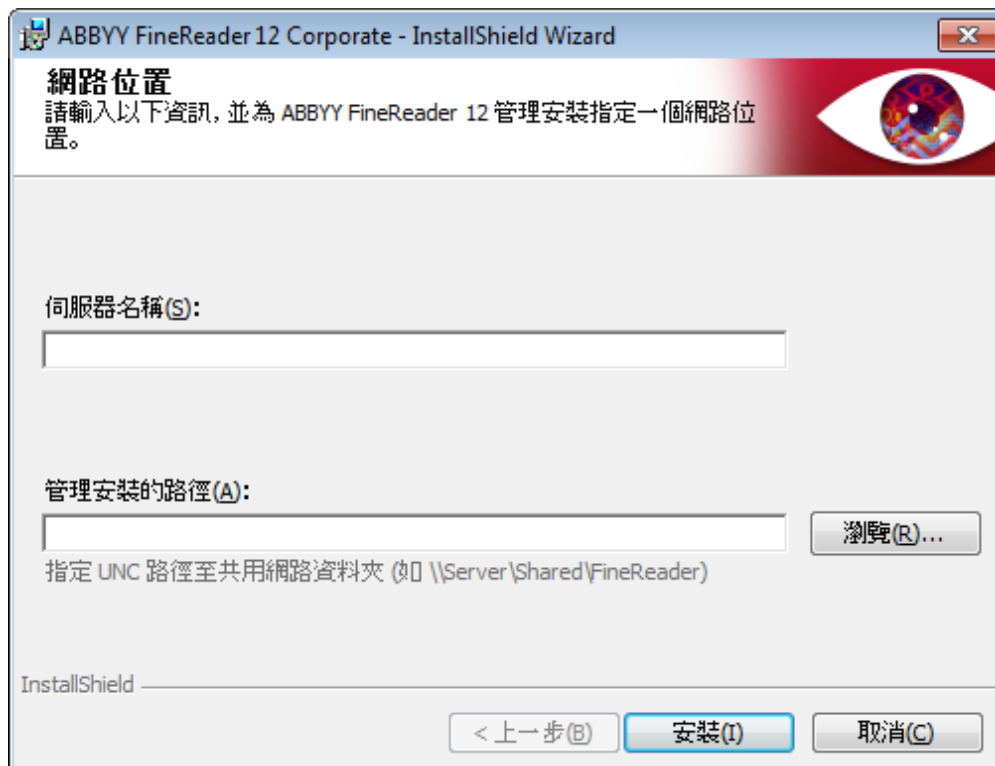 ABBYY FineReader 12 Corporate - InstallShield Wizard
網路位置
請輸入以下資訊, 並為 ABBYY FineReader 12 管理安裝指定一個網路位
置。
伺服器名稱(S):
管理安裝的路徑(A):
瀏覽(R)...
指定 UNC 路徑至共用網路資料夾 (如 \\Server\Shared\FineReader)
InstallShield
< 上一步(B)
安裝(I)
取消(C)